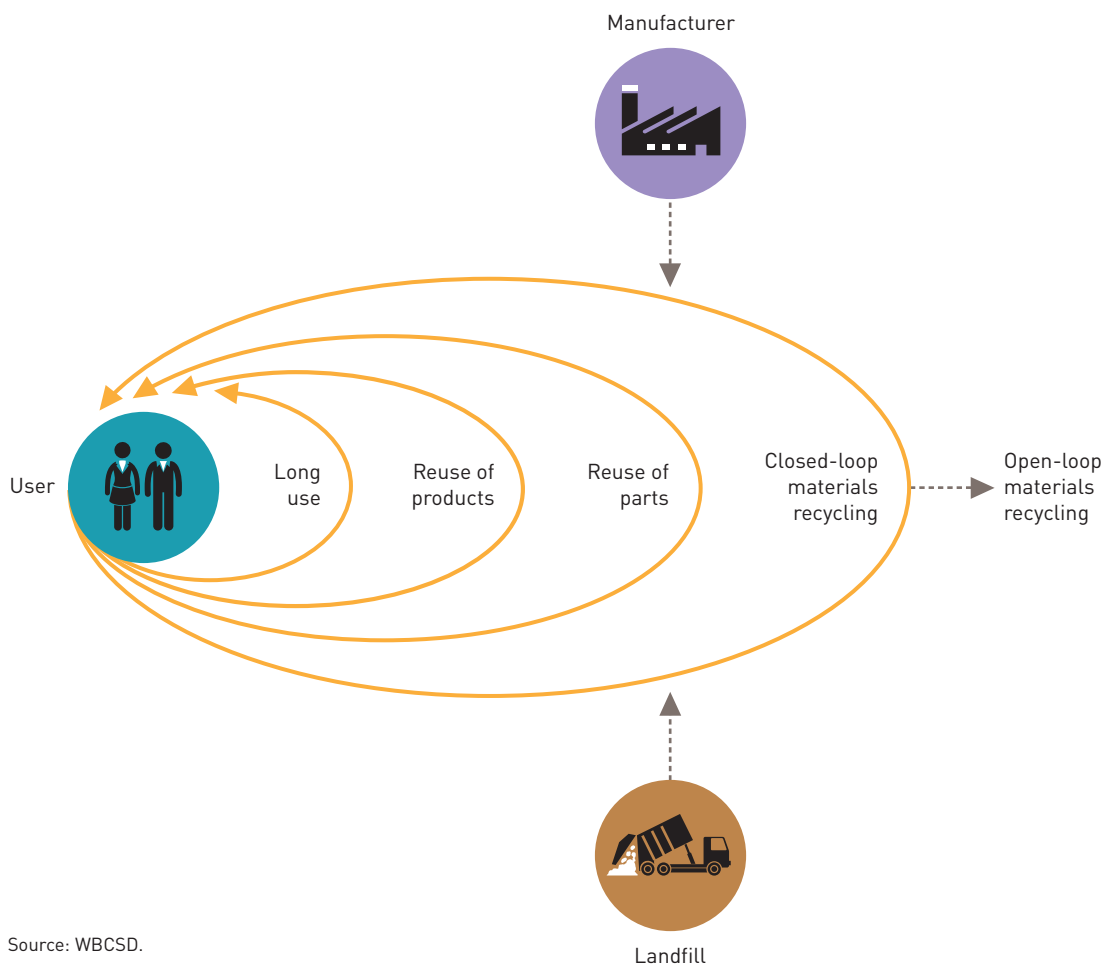 Manufacturer
User
Long
use
Reuse of
products
Reuse of
parts
Closed-loop
materials
recycling
Open-loop
materials
recycling
Source: WBCSD.
Landfill